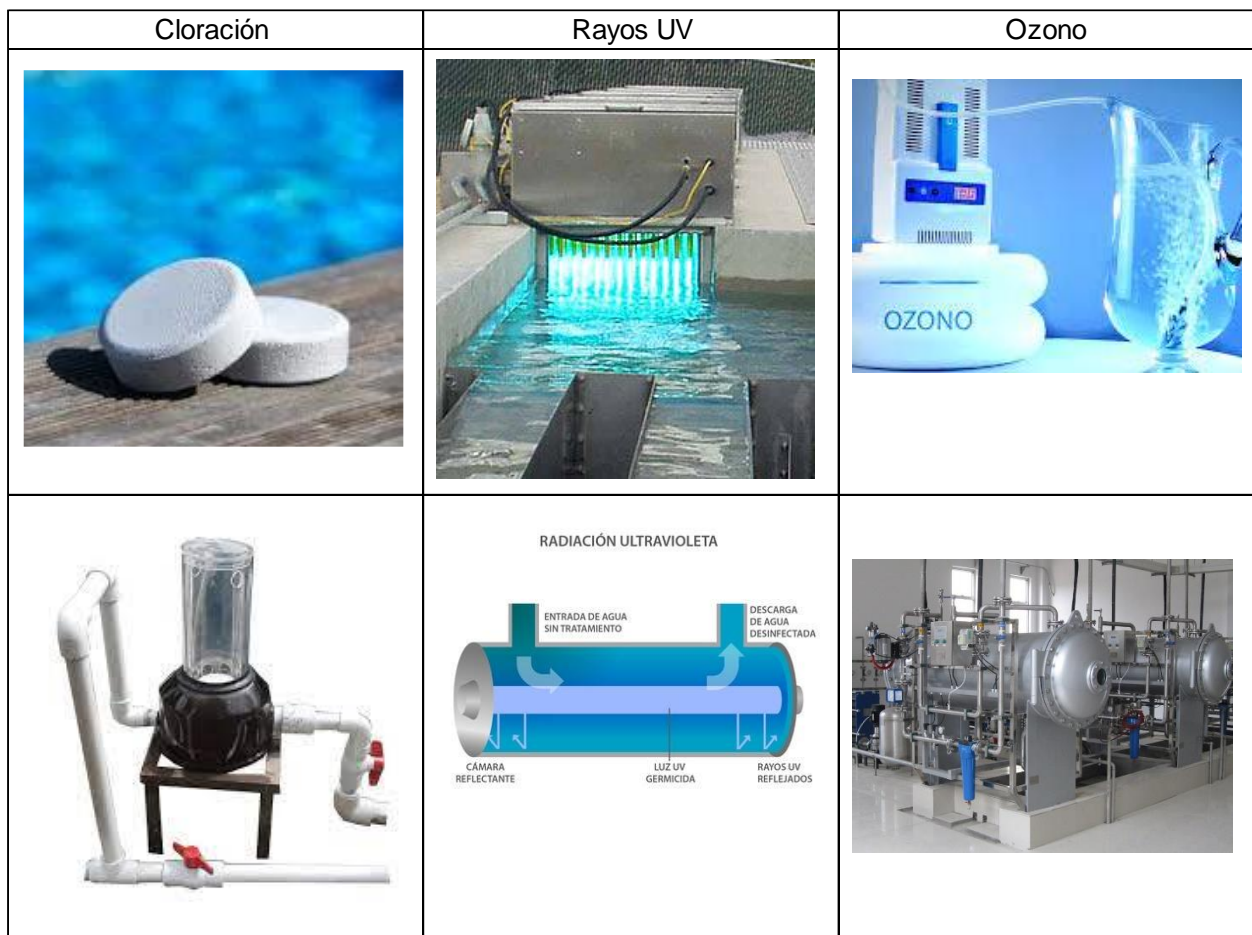 Cloración
Rayos UV
Ozono
OZONO
RADIACIÓN ULTRAVIOLETA
ENTRADA DE AGUA
SIN TRATAMIENTO
DESCARGA
DE AGUA
DESINFECTADA
CÁMARA
REFLECTANTE
LUZ UV
GERMICIDA
RAYOS UV
REFLEJADOS